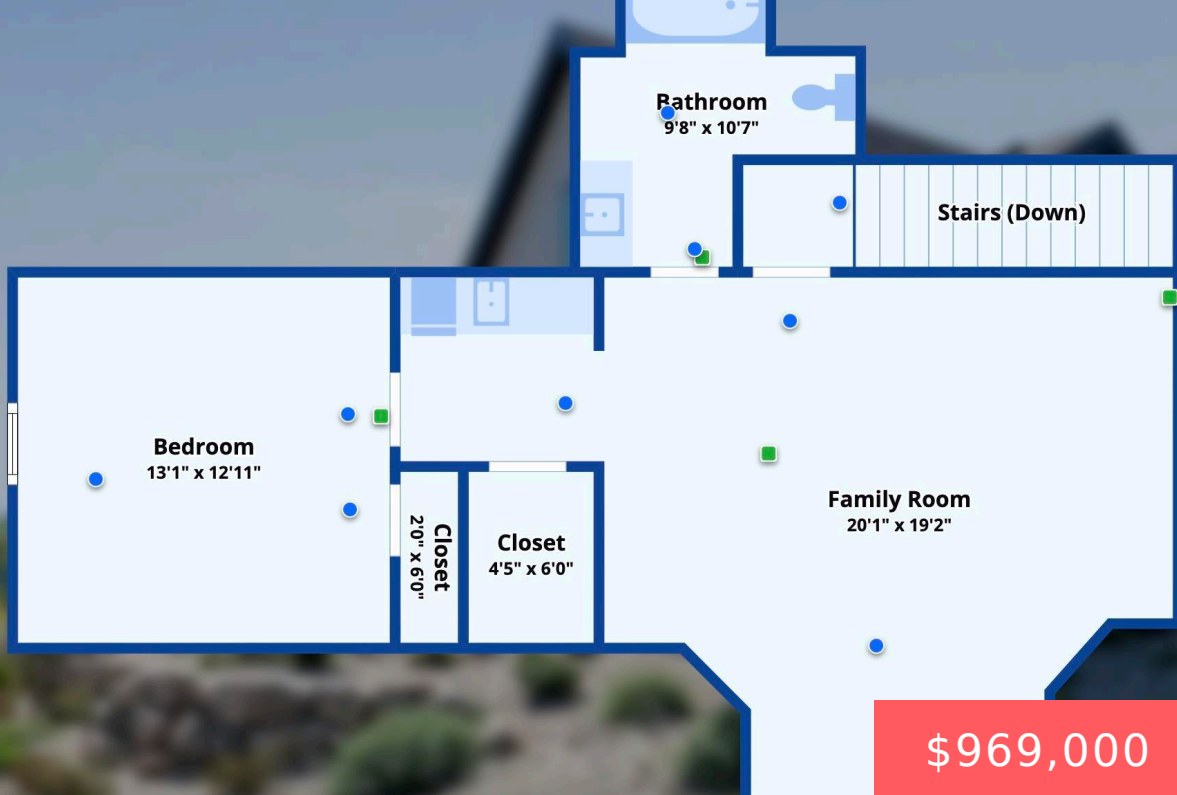 Bathroom
9'8" x 10'7"
Stairs (Down)
Bedroom
13'1" x 12'11"
Closet
2'0" x 6'0"
Closet
4'5" x 6'0"
Family Room
20'1" x 19'2"
$969,000